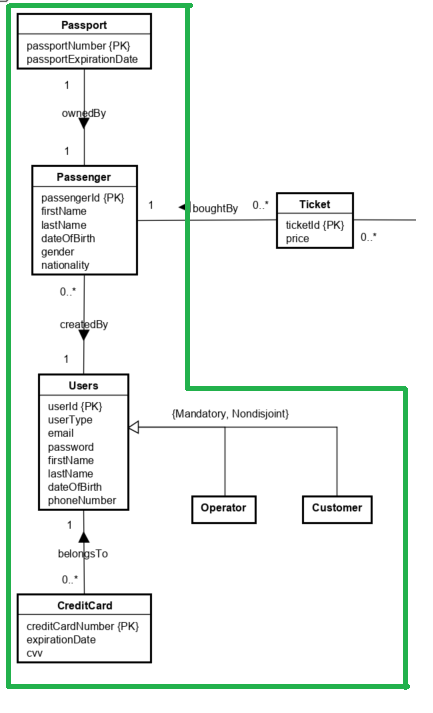 Passport
passportNumber {PK}
passportExpirationDate
1
ownedBy
1
Passenger
passengerId {PK}
firstName
lastName
dateOfBirth
gender
nationality
1
boughtBy
0..*
Ticket
ticketId {PK}
price
0..*
0..*
createdBy
1
Users
userId {PK}
userType
email
password
firstName
lastName
dateOfBirth
phoneNumber
{Mandatory, Nondisjoint}
Operator
Customer
1
belongsTo
0..*
CreditCard
creditCardNumber {PK}
expirationDate
cvv